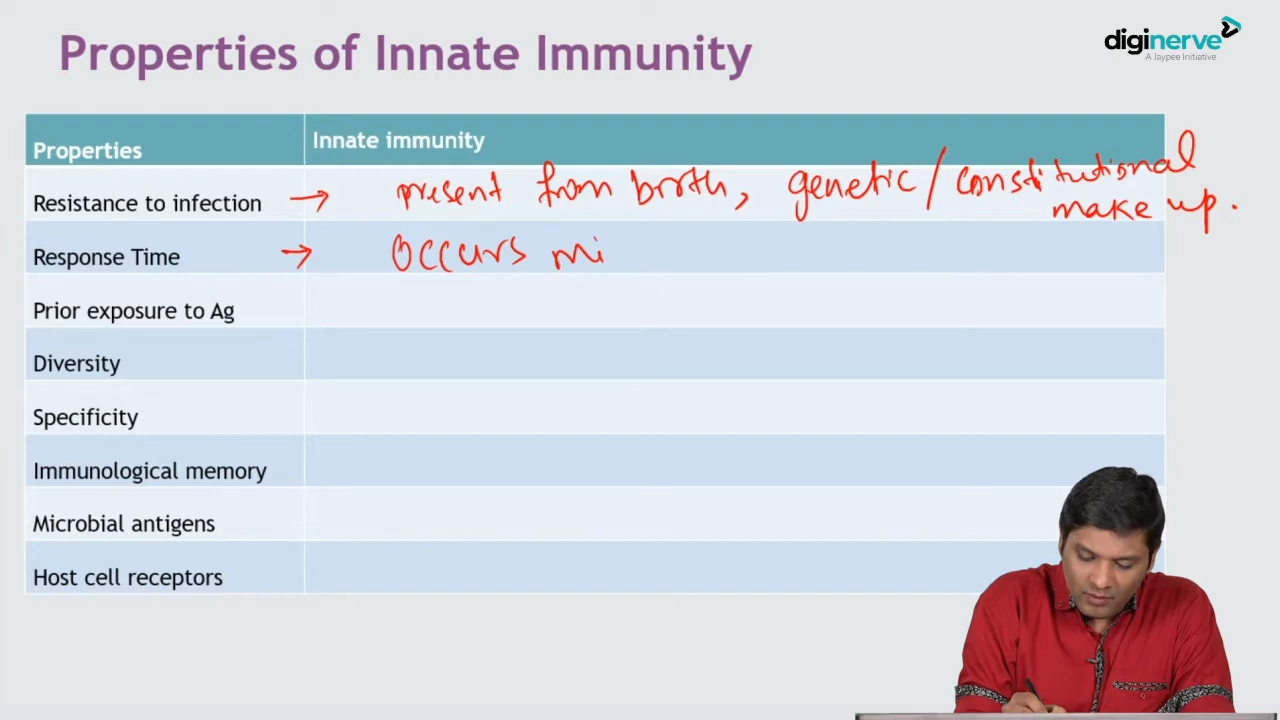 Properties of Innate Immunity
diginerve
A Jaypee Initiative
Properties
Innate immunity
Resistance to infection → present from birth, genetic/constitutional
make up.
Response Time → Occurs mi
Prior exposure to Ag
Diversity
Specificity
Immunological memory
Microbial antigens
Host cell receptors